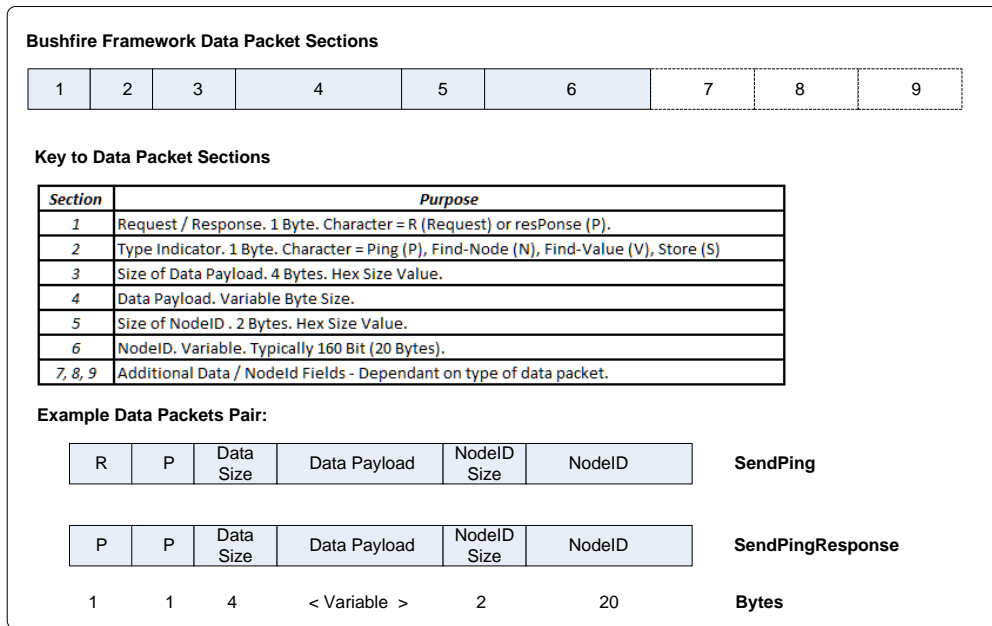 Bushfire Framework Data Packet Sections
1 2 3 4 5 6 7 8 9
Key to Data Packet Sections
Section Purpose
1 Request / Response. 1 Byte. Character = R (Request) or resPonse (P).
2 Type Indicator. 1 Byte. Character = Ping (P), Find-Node (N), Find-Value (V), Store (S)
3 Size of Data Payload. 4 Bytes. Hex Size Value.
4 Data Payload. Variable Byte Size.
5 Size of NodeID . 2 Bytes. Hex Size Value.
6 NodeID. Variable. Typically 160 Bit (20 Bytes).
7, 8, 9 Additional Data / NodeId Fields - Dependant on type of data packet.
Example Data Packets Pair:
R P Data Size Data Payload NodeID Size NodeID SendPing
P P Data Size Data Payload NodeID Size NodeID SendPingResponse
1 1 4 < Variable > 2 20 Bytes